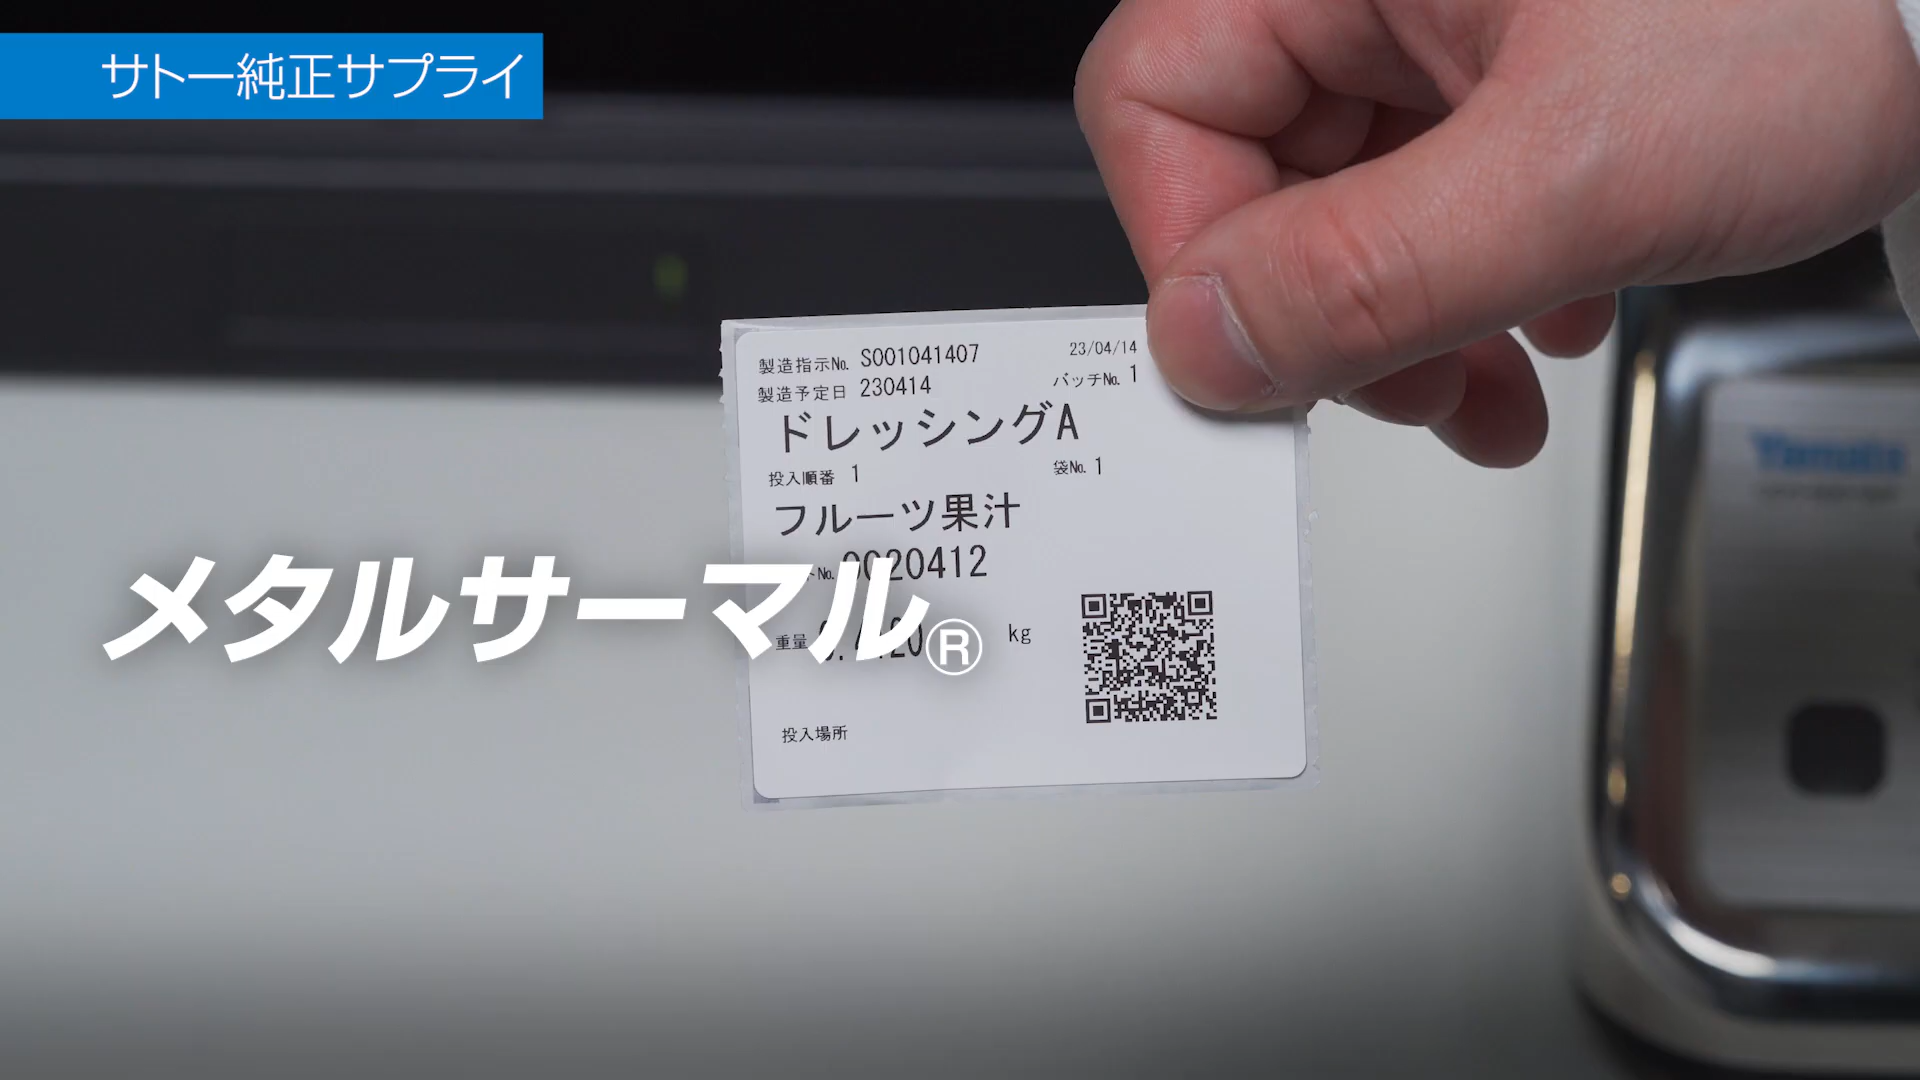 サトー純正サプライ
製造指示No. S001041407
23/04/14
製造予定日 230414
バッチNo. 1
ドレッシングA
投入順番 1
袋No. 1
フルーツ果汁
メタルサーマル®
重量
kg
投入場所